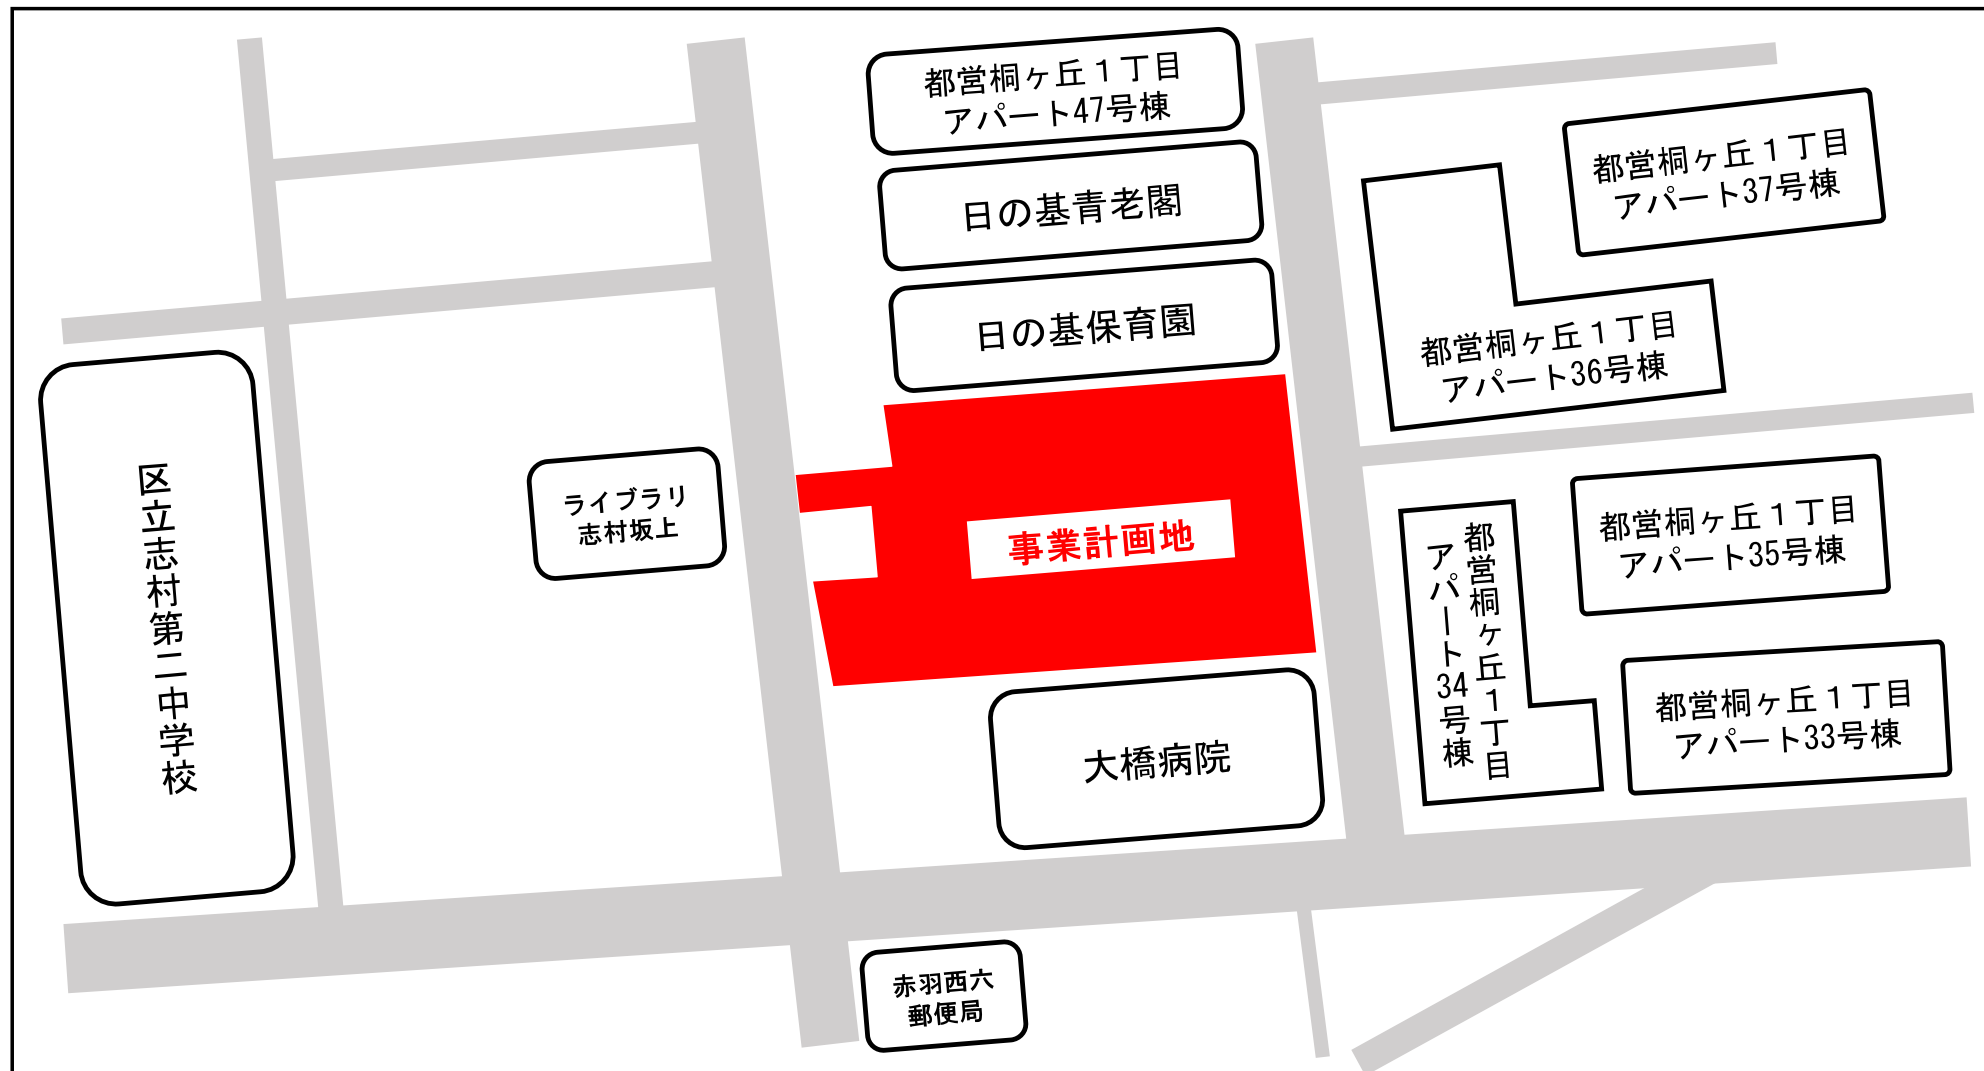 都営桐ヶ丘１丁目
アパート47号棟
日の基青老閣
日の基保育園
都営桐ヶ丘１丁目
アパート37号棟
都営桐ヶ丘１丁目
アパート36号棟
区立志村第二中学校
ライブラリ
志村坂上
事業計画地
都営桐ヶ丘１丁目
アパート34号棟
都営桐ヶ丘１丁目
アパート35号棟
都営桐ヶ丘１丁目
アパート33号棟
大橋病院
赤羽西六
郵便局